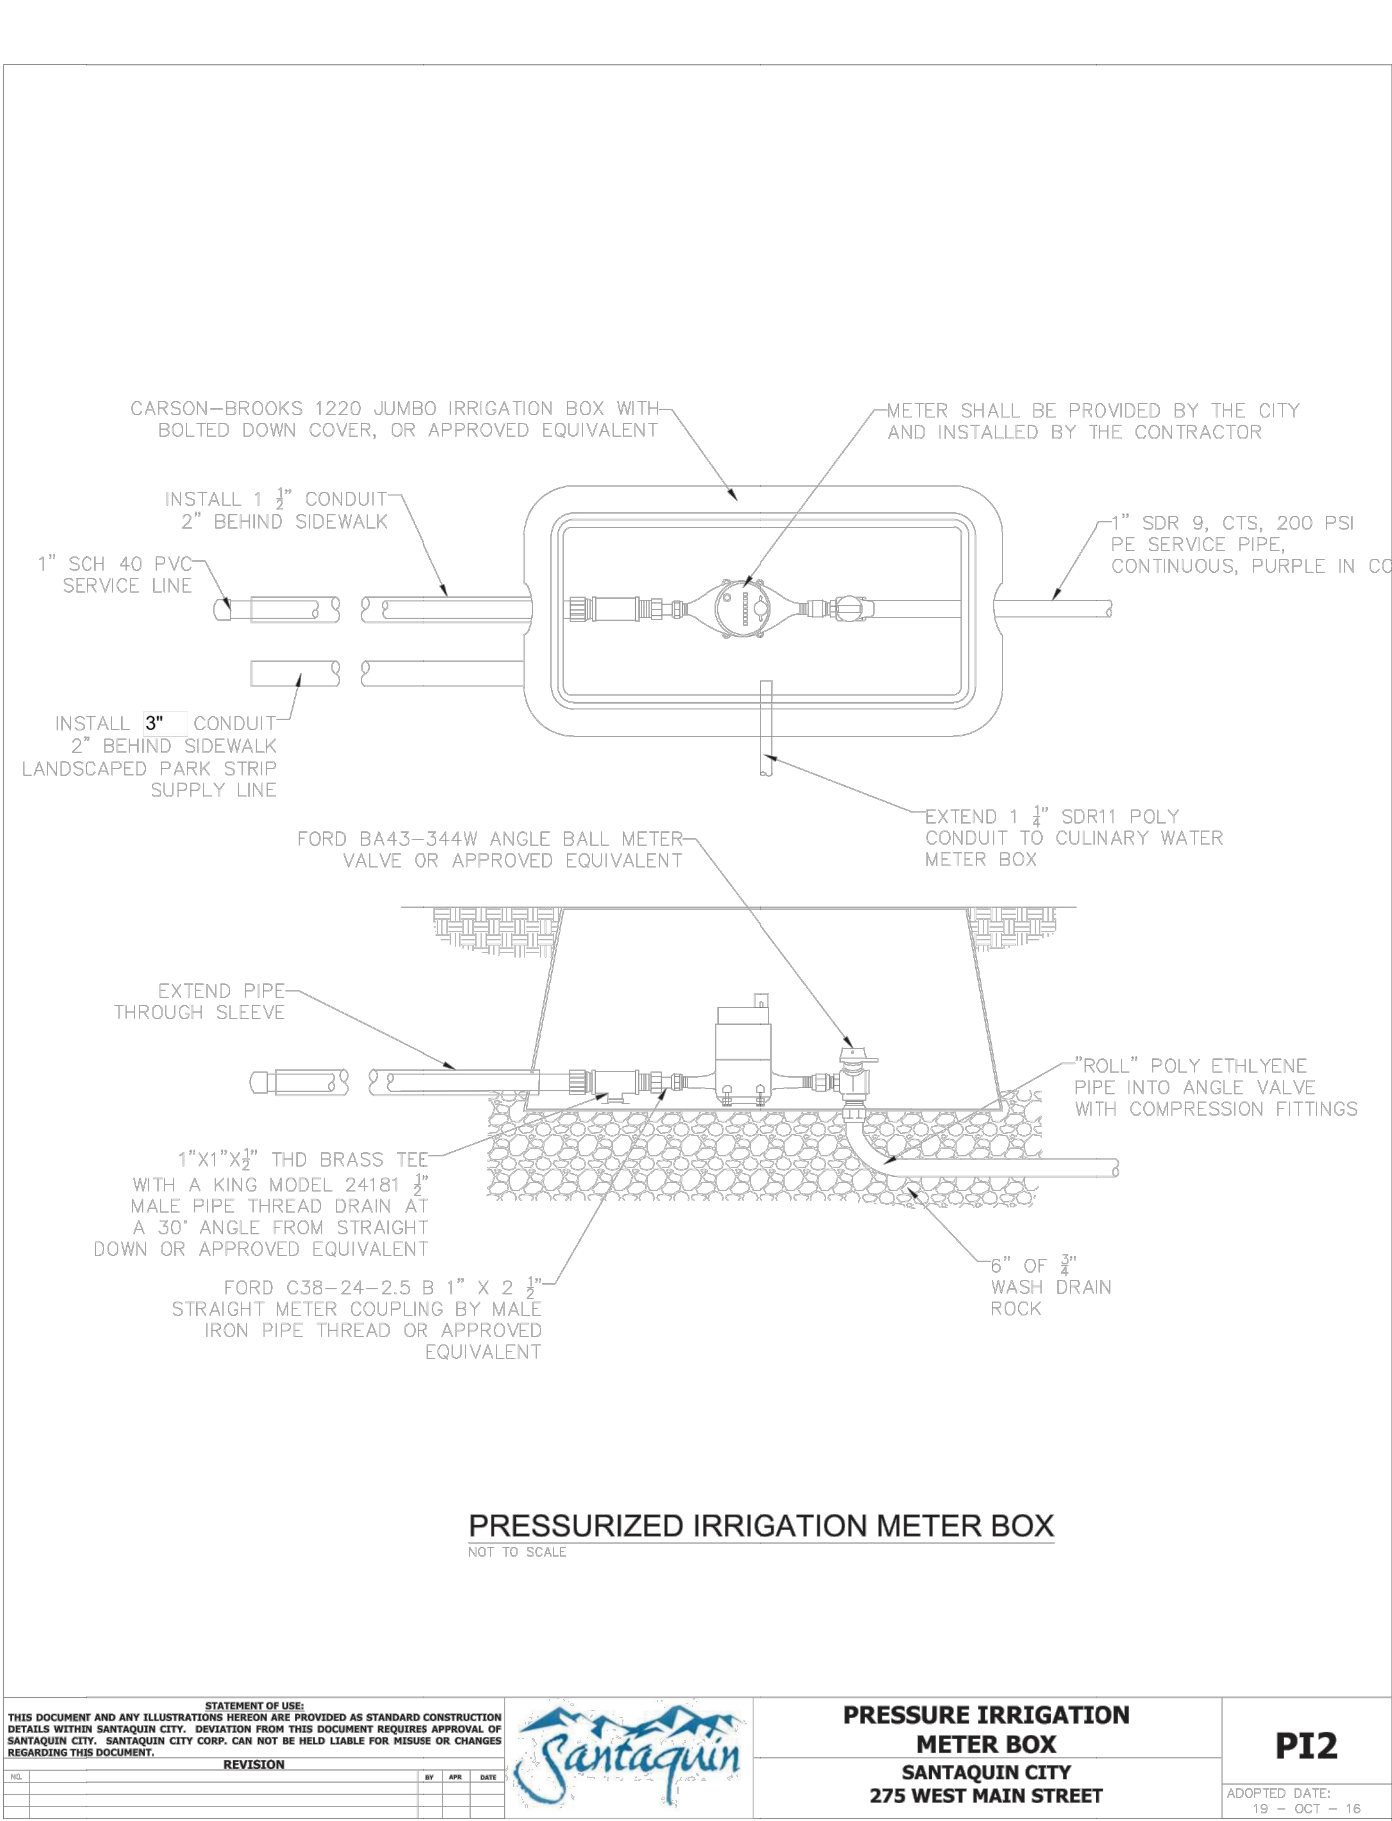 CARSON–BROOKS 1220 JUMBO IRRIGATION BOX WITH
BOLTED DOWN COVER, OR APPROVED EQUIVALENT
METER SHALL BE PROVIDED BY THE CITY
AND INSTALLED BY THE CONTRACTOR
INSTALL 1 1/2" CONDUIT
2" BEHIND SIDEWALK
1" SCH 40 PVC
SERVICE LINE
1" SDR 9, CTS, 200 PSI
PE SERVICE PIPE,
CONTINUOUS, PURPLE IN CO
INSTALL 3" CONDUIT
2" BEHIND SIDEWALK
LANDSCAPED PARK STRIP
SUPPLY LINE
EXTEND 1 1/4" SDR11 POLY
CONDUIT TO CULINARY WATER
METER BOX
FORD BA43–344W ANGLE BALL METER
VALVE OR APPROVED EQUIVALENT
EXTEND PIPE
THROUGH SLEEVE
"ROLL" POLY ETHLYENE
PIPE INTO ANGLE VALVE
WITH COMPRESSION FITTINGS
1"X1"X1/2" THD BRASS TEE
WITH A KING MODEL 24181 1/2"
MALE PIPE THREAD DRAIN AT
A 30° ANGLE FROM STRAIGHT
DOWN OR APPROVED EQUIVALENT
FORD C38–24–2.5 B 1" X 2 1/2"
STRAIGHT METER COUPLING BY MALE
IRON PIPE THREAD OR APPROVED
EQUIVALENT
6" OF 3/4"
WASH DRAIN
ROCK
PRESSURIZED IRRIGATION METER BOX
NOT TO SCALE
STATEMENT OF USE:
THIS DOCUMENT AND ANY ILLUSTRATIONS HEREON ARE PROVIDED AS STANDARD CONSTRUCTION
DETAILS WITHIN SANTAQUIN CITY. DEVIATION FROM THIS DOCUMENT REQUIRES APPROVAL OF
SANTAQUIN CITY. SANTAQUIN CITY CORP. CAN NOT BE HELD LIABLE FOR MISUSE OR CHANGES
REGARDING THIS DOCUMENT.
REVISION
NO. BY APR DATE
Santaquin
PRESSURE IRRIGATION
METER BOX
SANTAQUIN CITY
275 WEST MAIN STREET
PI2
ADOPTED DATE:
19 – OCT – 16